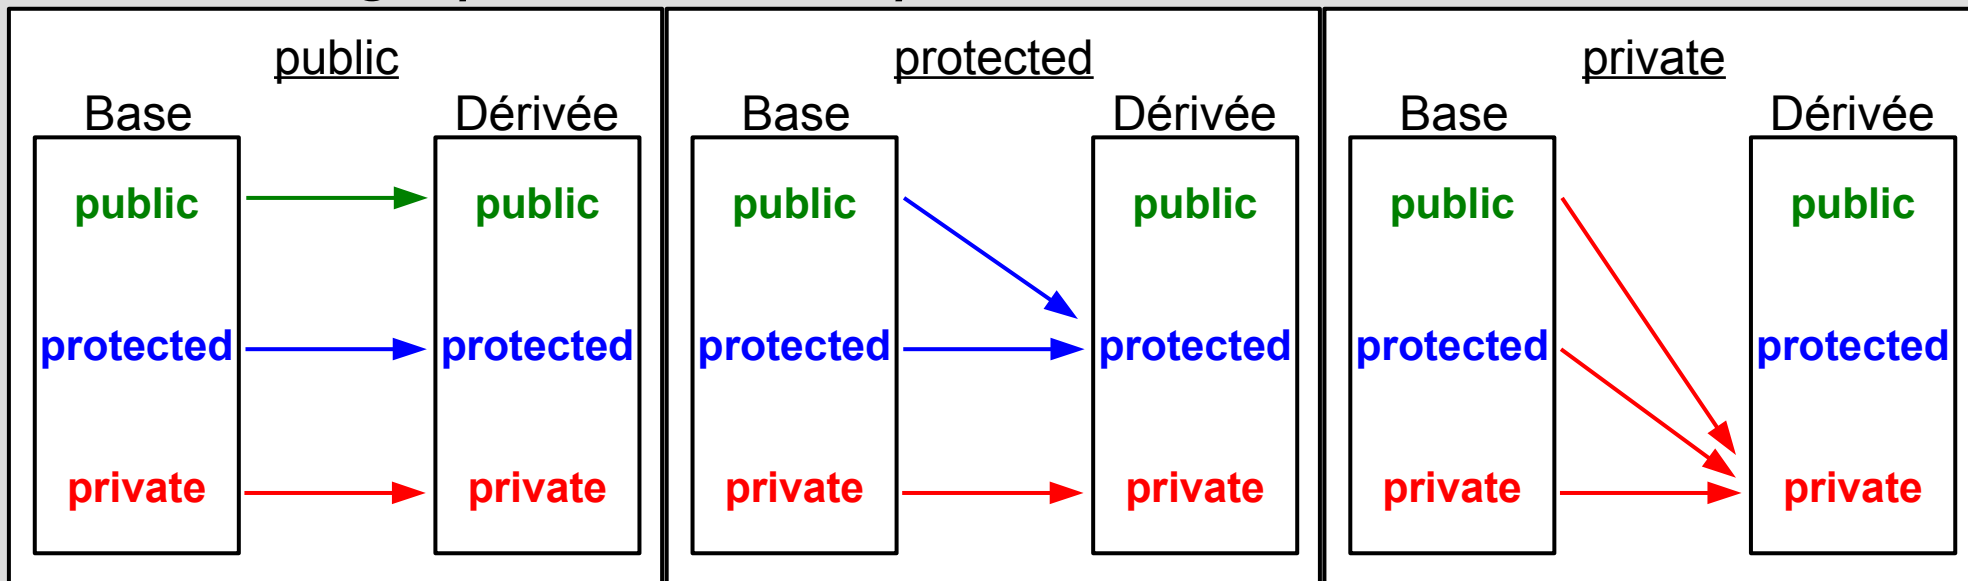 public
Base Dérivée
public public
protected protected
private private
protected
Base Dérivée
public public
protected protected
private private
private
Base Dérivée
public public
protected protected
private private